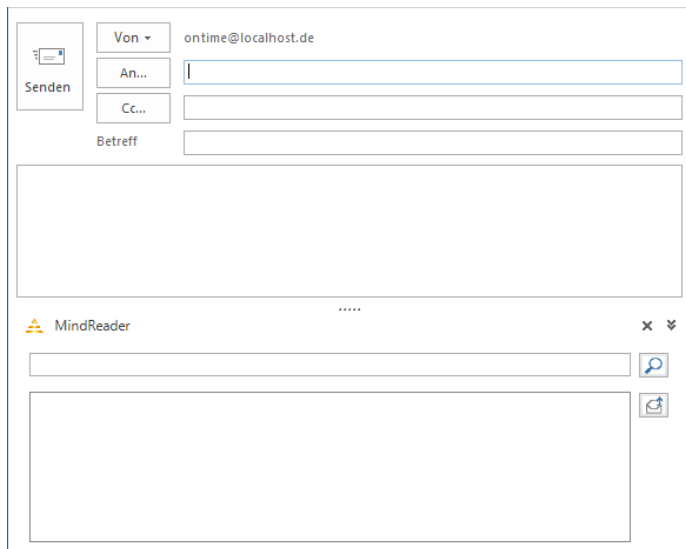 Von
ontime@localhost.de
An...
Senden
Cc...
Betreff
MindReader